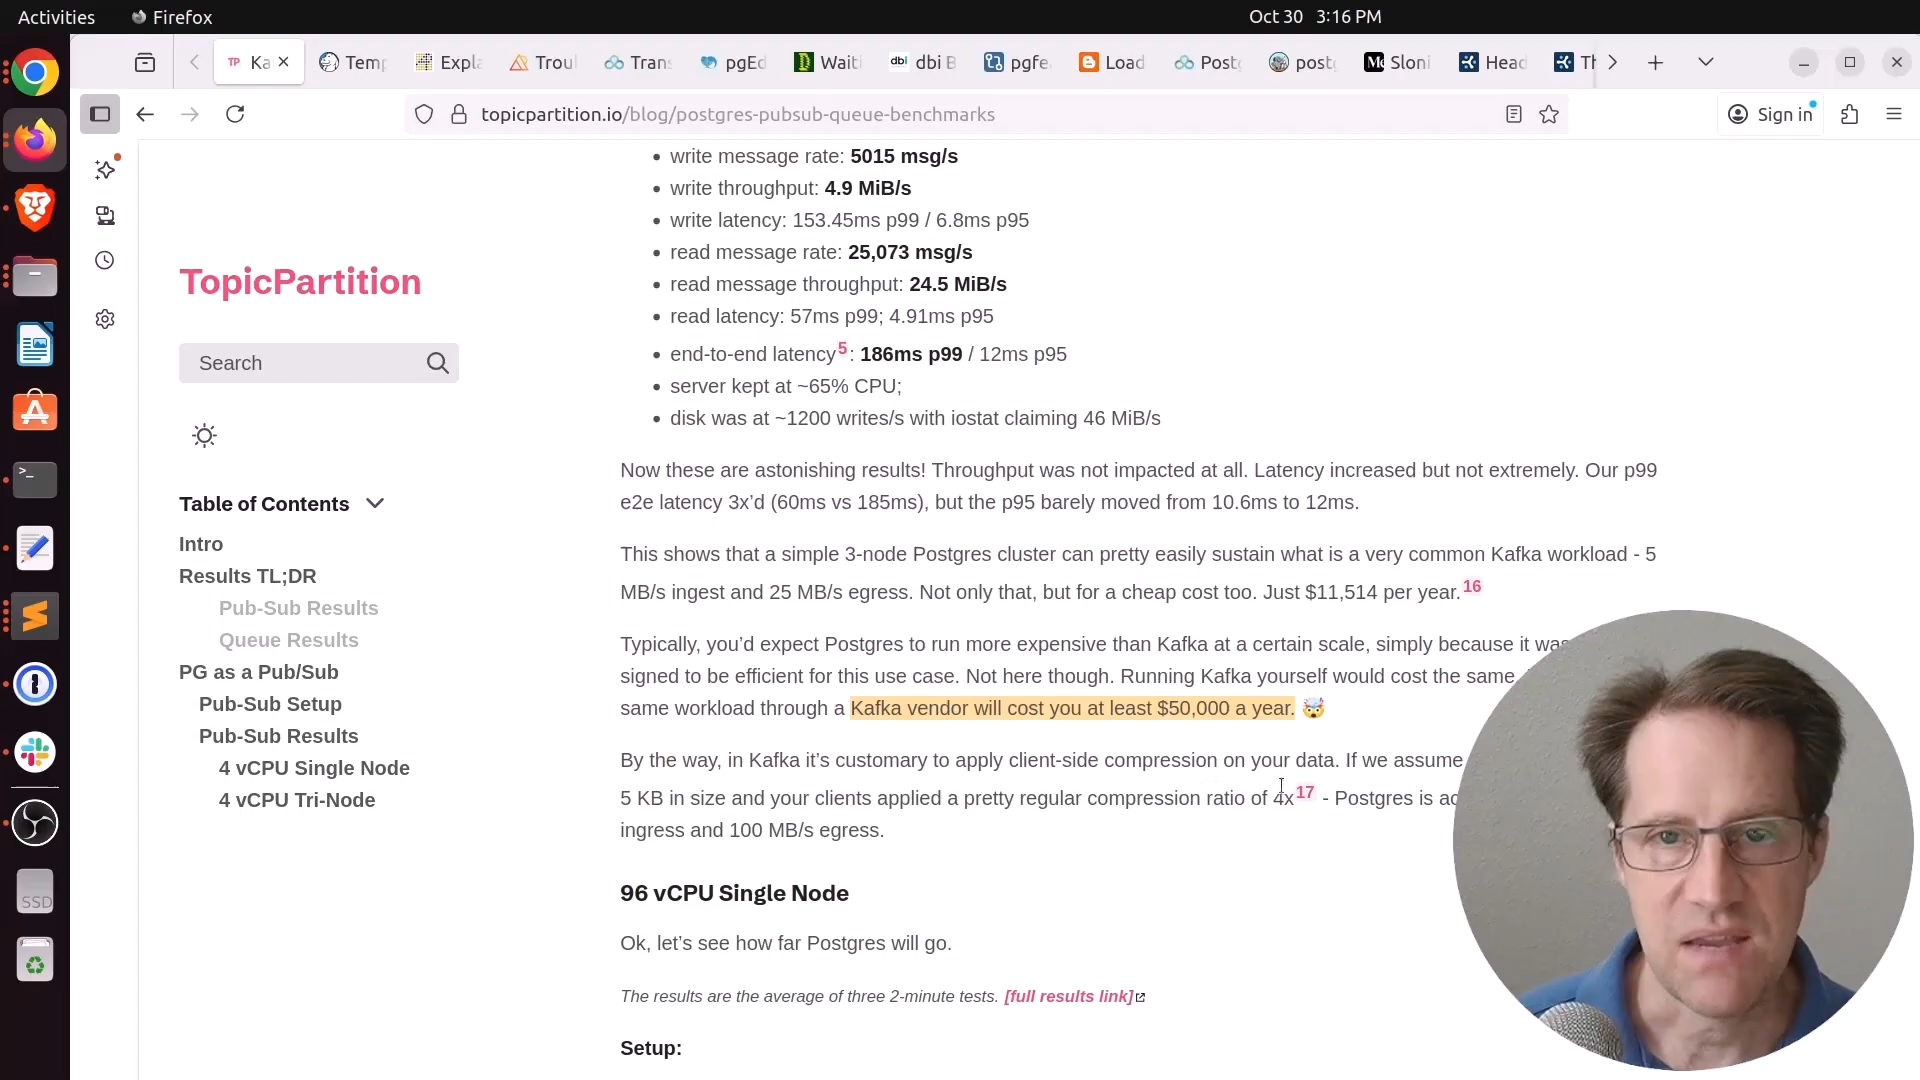 Activities
Firefox
Oct 30 3:16 PM
TP Ka
Temp
Expla
Troul
Trans
pgEd
Waiti
dbi dbi B
pgfe
Load
Post
post
Me Sloni
Head
Th
topicpartition.io/blog/postgres-pubsub-queue-benchmarks
Sign in
TopicPartition
Search
Table of Contents
Intro
Results TL;DR
Pub-Sub Results
Queue Results
PG as a Pub/Sub
Pub-Sub Setup
Pub-Sub Results
4 vCPU Single Node
4 vCPU Tri-Node
SSD
• write message rate: 5015 msg/s
• write throughput: 4.9 MiB/s
• write latency: 153.45ms p99 / 6.8ms p95
• read message rate: 25,073 msg/s
• read message throughput: 24.5 MiB/s
• read latency: 57ms p99; 4.91ms p95
• end-to-end latency5: 186ms p99 / 12ms p95
• server kept at ~65% CPU;
• disk was at ~1200 writes/s with iostat claiming 46 MiB/s
Now these are astonishing results! Throughput was not impacted at all. Latency increased but not extremely. Our p99
e2e latency 3x’d (60ms vs 185ms), but the p95 barely moved from 10.6ms to 12ms.
This shows that a simple 3-node Postgres cluster can pretty easily sustain what is a very common Kafka workload - 5
MB/s ingest and 25 MB/s egress. Not only that, but for a cheap cost too. Just $11,514 per year.16
Typically, you’d expect Postgres to run more expensive than Kafka at a certain scale, simply because it was
signed to be efficient for this use case. Not here though. Running Kafka yourself would cost the same.
same workload through a Kafka vendor will cost you at least $50,000 a year. 🤯
By the way, in Kafka it’s customary to apply client-side compression on your data. If we assume
5 KB in size and your clients applied a pretty regular compression ratio of 4x17 - Postgres is ac
ingress and 100 MB/s egress.
96 vCPU Single Node
Ok, let’s see how far Postgres will go.
The results are the average of three 2-minute tests. [full results link]
Setup: